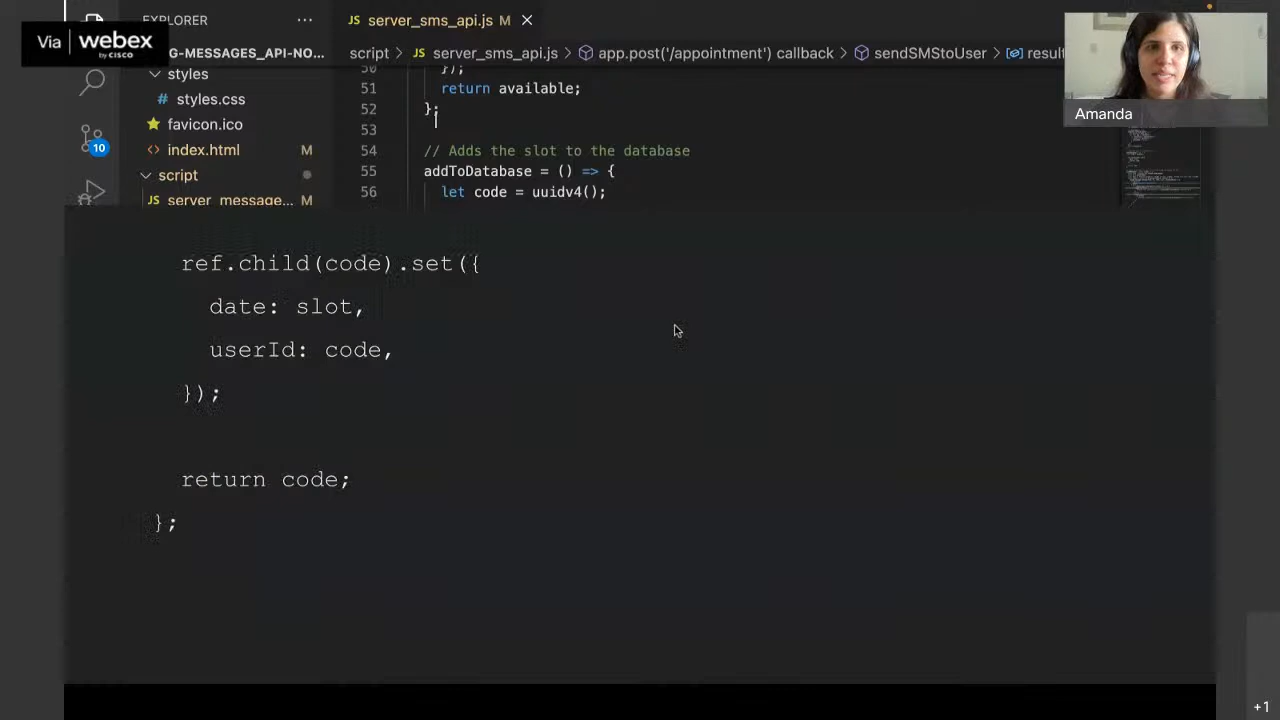 EXPLORER
server_sms_api.js M
Via webex
by CISCO
G-MESSAGES_API-NO...
script > JS server_sms_api.js > app.post('/appointment') callback > sendSMStoUser > result
styles
# styles.css
favicon.ico
<> index.html M
script
JS server_message... M
10
50 });
51 return available;
52 };
53
54 // Adds the slot to the database
55 addToDatabase = () => {
56 let code = uuidv4();
Amanda
ref.child(code).set({
date: slot,
userId: code,
});
return code;
};
+1